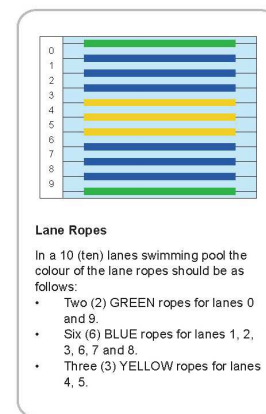 0
1
2
3
4
5
6
7
8
9
Lane Ropes
In a 10 (ten) lanes swimming pool the
colour of the lane ropes should be as
follows:
• Two (2) GREEN ropes for lanes 0
and 9.
• Six (6) BLUE ropes for lanes 1, 2,
3, 6, 7 and 8.
• Three (3) YELLOW ropes for lanes
4, 5.